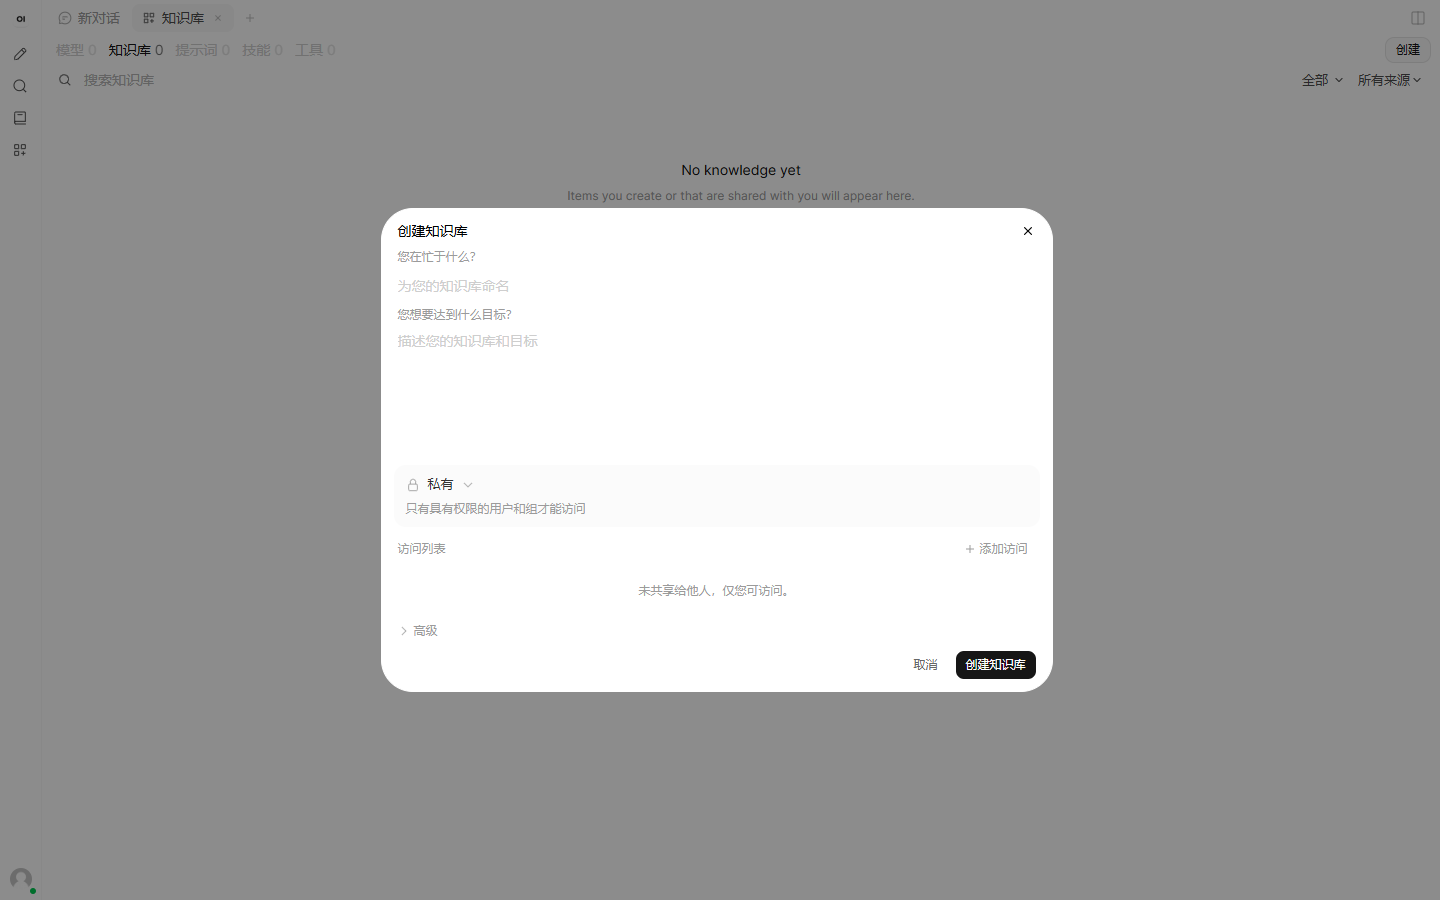 OI 新对话 知识库
模型 0 知识库 0 提示词 0 技能 0 工具 0 创建
搜索知识库 全部 所有来源
No knowledge yet
Items you create or that are shared with you will appear here.
创建知识库
您在忙于什么？
为您的知识库命名
您想要达到什么目标？
描述您的知识库和目标
私有
只有具有权限的用户和组才能访问
访问列表 添加访问
未共享给他人，仅您可访问。
高级
取消 创建知识库